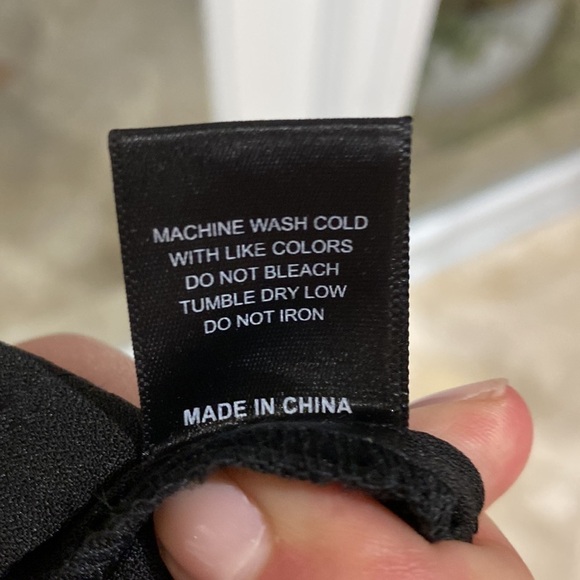 MACHINE WASH COLD
WITH LIKE COLORS
DO NOT BLEACH
TUMBLE DRY LOW
DO NOT IRON
MADE IN CHINA